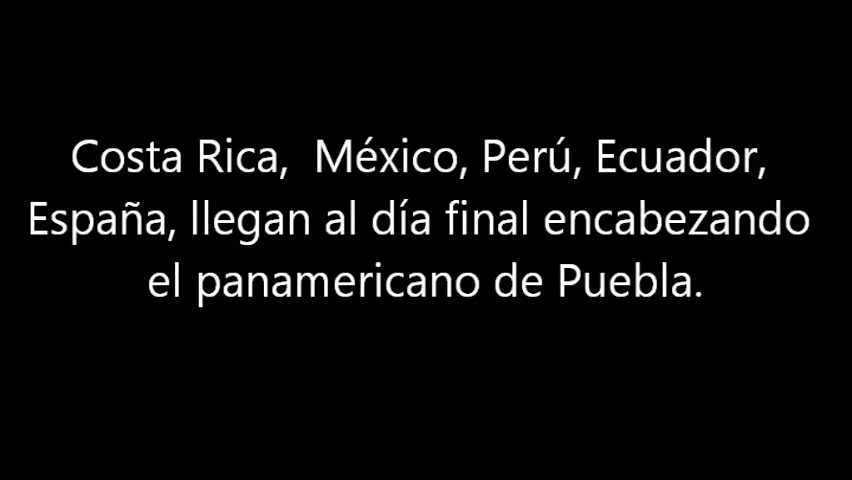 Costa Rica,  México, Perú, Ecuador,
España, llegan al día final encabezando
el panamericano de Puebla.